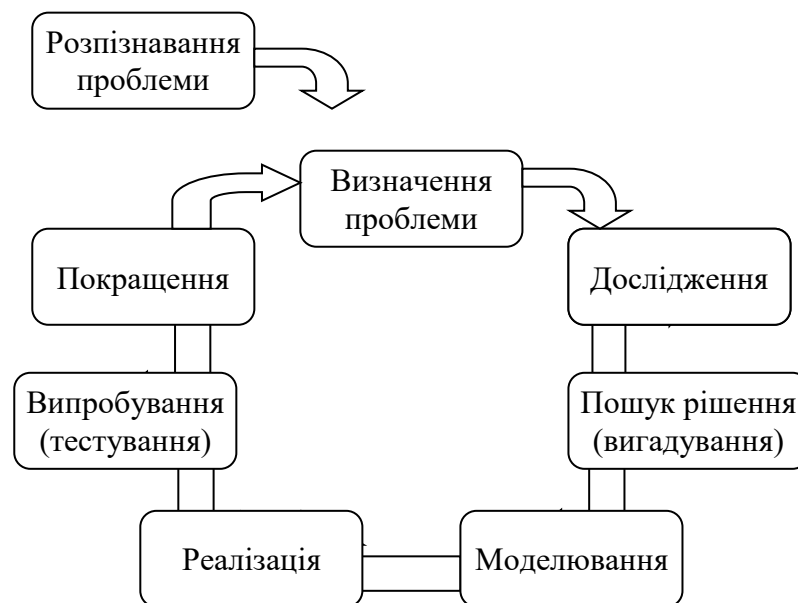 Розпізнавання
проблеми
Визначення
проблеми
Дослідження
Пошук рішення
(вигадування)
Моделювання
Реалізація
Випробування
(тестування)
Покращення